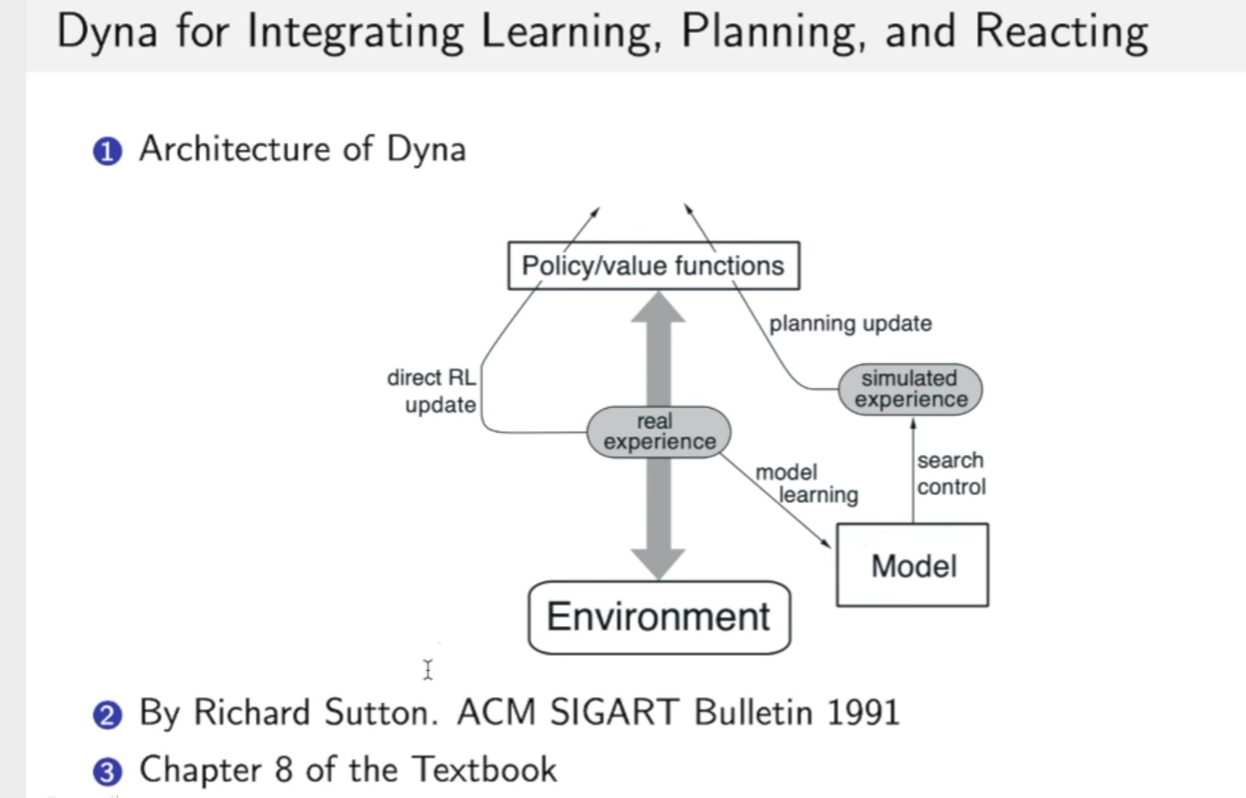 Dyna for Integrating Learning, Planning, and Reacting
1 Architecture of Dyna
Policy/value functions
planning update
direct RL
update
simulated
experience
real
experience
model
learning
search
control
Model
Environment
2 By Richard Sutton. ACM SIGART Bulletin 1991
3 Chapter 8 of the Textbook